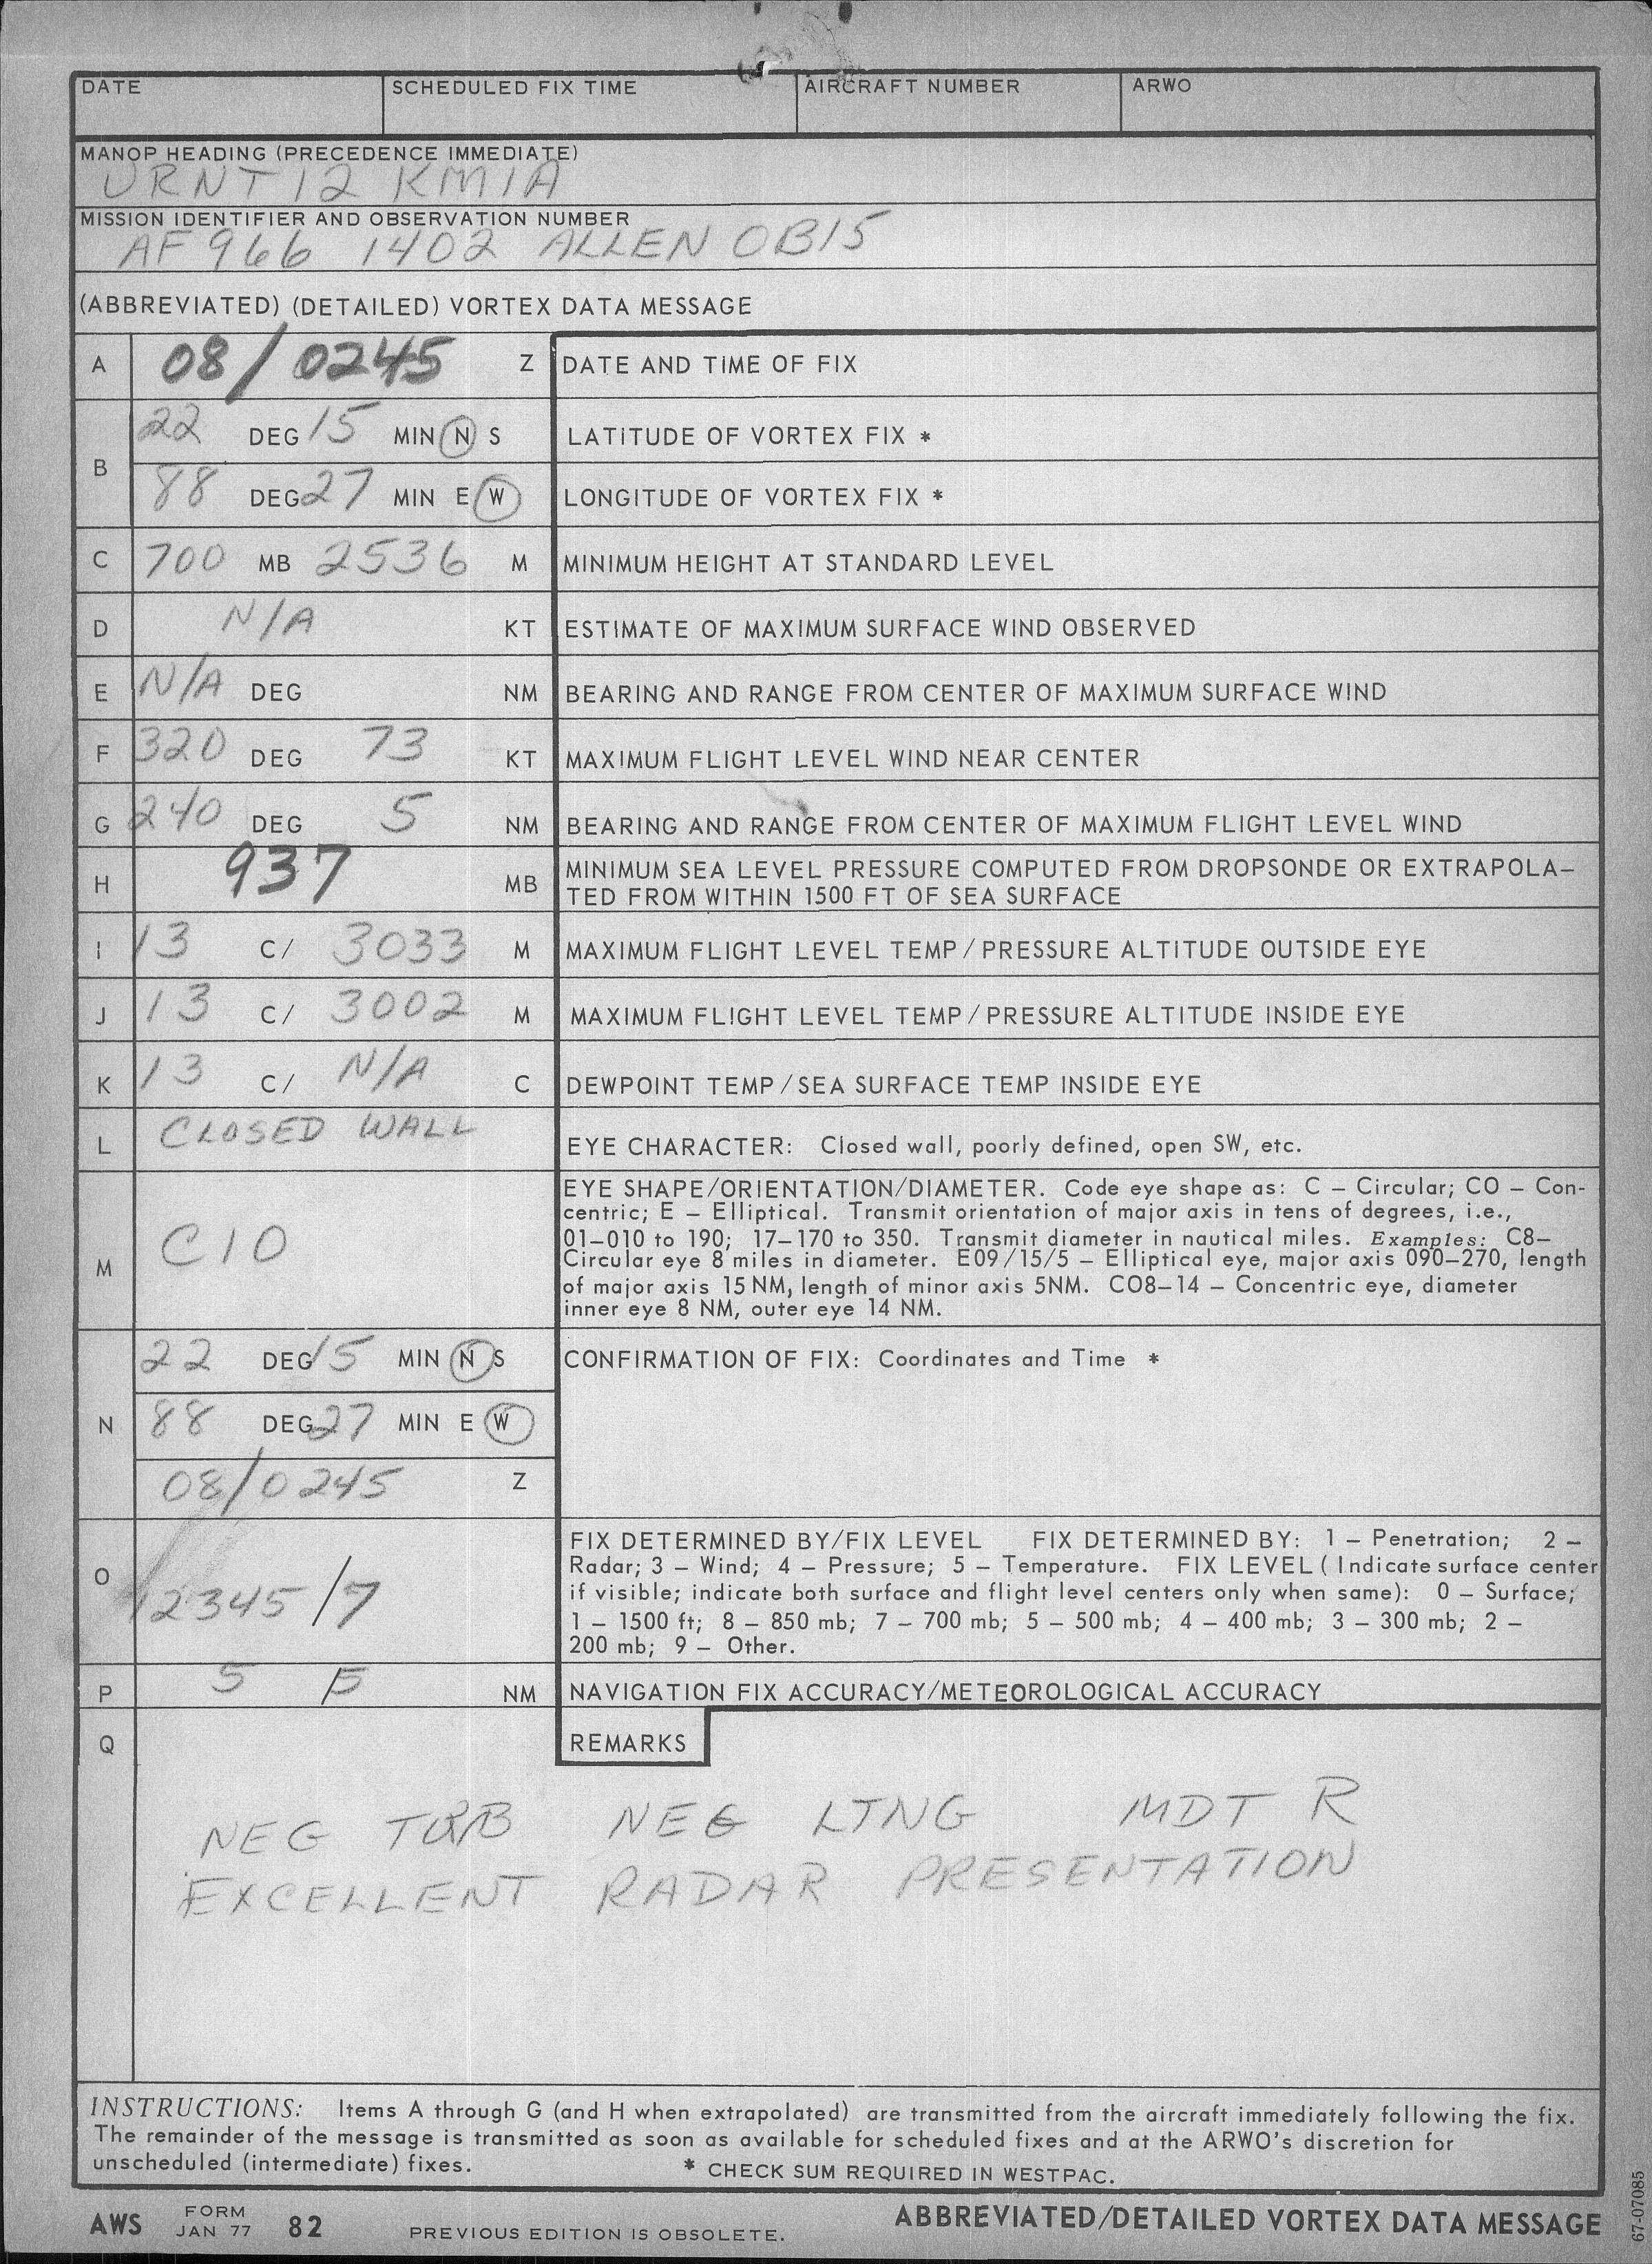 DATE SCHEDULED FIX TIME AIRCRAFT NUMBER ARWO
MANOP HEADING (PRECEDENCE IMMEDIATE)
URNT12 KMIA
MISSION IDENTIFIER AND OBSERVATION NUMBER
AF966 1402 ALLEN OB15
(ABBREVIATED) (DETAILED) VORTEX DATA MESSAGE
A 08/0245 Z DATE AND TIME OF FIX
B 22 DEG 15 MIN N S LATITUDE OF VORTEX FIX *
88 DEG 27 MIN E W LONGITUDE OF VORTEX FIX *
C 700 MB 2536 M MINIMUM HEIGHT AT STANDARD LEVEL
D N/A KT ESTIMATE OF MAXIMUM SURFACE WIND OBSERVED
E N/A DEG NM BEARING AND RANGE FROM CENTER OF MAXIMUM SURFACE WIND
F 320 DEG 73 KT MAXIMUM FLIGHT LEVEL WIND NEAR CENTER
G 240 DEG 5 NM BEARING AND RANGE FROM CENTER OF MAXIMUM FLIGHT LEVEL WIND
H 937 MB MINIMUM SEA LEVEL PRESSURE COMPUTED FROM DROPSONDE OR EXTRAPOLA-
TED FROM WITHIN 1500 FT OF SEA SURFACE
I 13 C/ 3033 M MAXIMUM FLIGHT LEVEL TEMP/PRESSURE ALTITUDE OUTSIDE EYE
J 13 C/ 3002 M MAXIMUM FLIGHT LEVEL TEMP/PRESSURE ALTITUDE INSIDE EYE
K 13 C/ N/A C DEWPOINT TEMP/SEA SURFACE TEMP INSIDE EYE
L CLOSED WALL EYE CHARACTER: Closed wall, poorly defined, open SW, etc.
M C10 EYE SHAPE/ORIENTATION/DIAMETER. Code eye shape as: C – Circular; CO – Con-
centric; E – Elliptical. Transmit orientation of major axis in tens of degrees, i.e.,
01–010 to 190; 17–170 to 350. Transmit diameter in nautical miles. Examples: C8–
Circular eye 8 miles in diameter. E09/15/5 – Elliptical eye, major axis 090–270, length
of major axis 15 NM, length of minor axis 5NM. CO8–14 – Concentric eye, diameter
inner eye 8 NM, outer eye 14 NM.
N 22 DEG 15 MIN N S CONFIRMATION OF FIX: Coordinates and Time *
88 DEG 27 MIN E W
08/0245 Z
O 12345/7 FIX DETERMINED BY/FIX LEVEL FIX DETERMINED BY: 1 – Penetration; 2 –
Radar; 3 – Wind; 4 – Pressure; 5 – Temperature. FIX LEVEL (Indicate surface center
if visible; indicate both surface and flight level centers only when same): 0 – Surface;
1 – 1500 ft; 8 – 850 mb; 7 – 700 mb; 5 – 500 mb; 4 – 400 mb; 3 – 300 mb; 2 –
200 mb; 9 – Other.
P 5 /5 NM NAVIGATION FIX ACCURACY/METEOROLOGICAL ACCURACY
Q REMARKS
NEG TRB NEG LTNG MDT R
EXCELLENT RADAR PRESENTATION
INSTRUCTIONS: Items A through G (and H when extrapolated) are transmitted from the aircraft immediately following the fix.
The remainder of the message is transmitted as soon as available for scheduled fixes and at the ARWO's discretion for
unscheduled (intermediate) fixes. * CHECK SUM REQUIRED IN WESTPAC.
AWS FORM JAN 77 82 PREVIOUS EDITION IS OBSOLETE. ABBREVIATED/DETAILED VORTEX DATA MESSAGE
67-07085